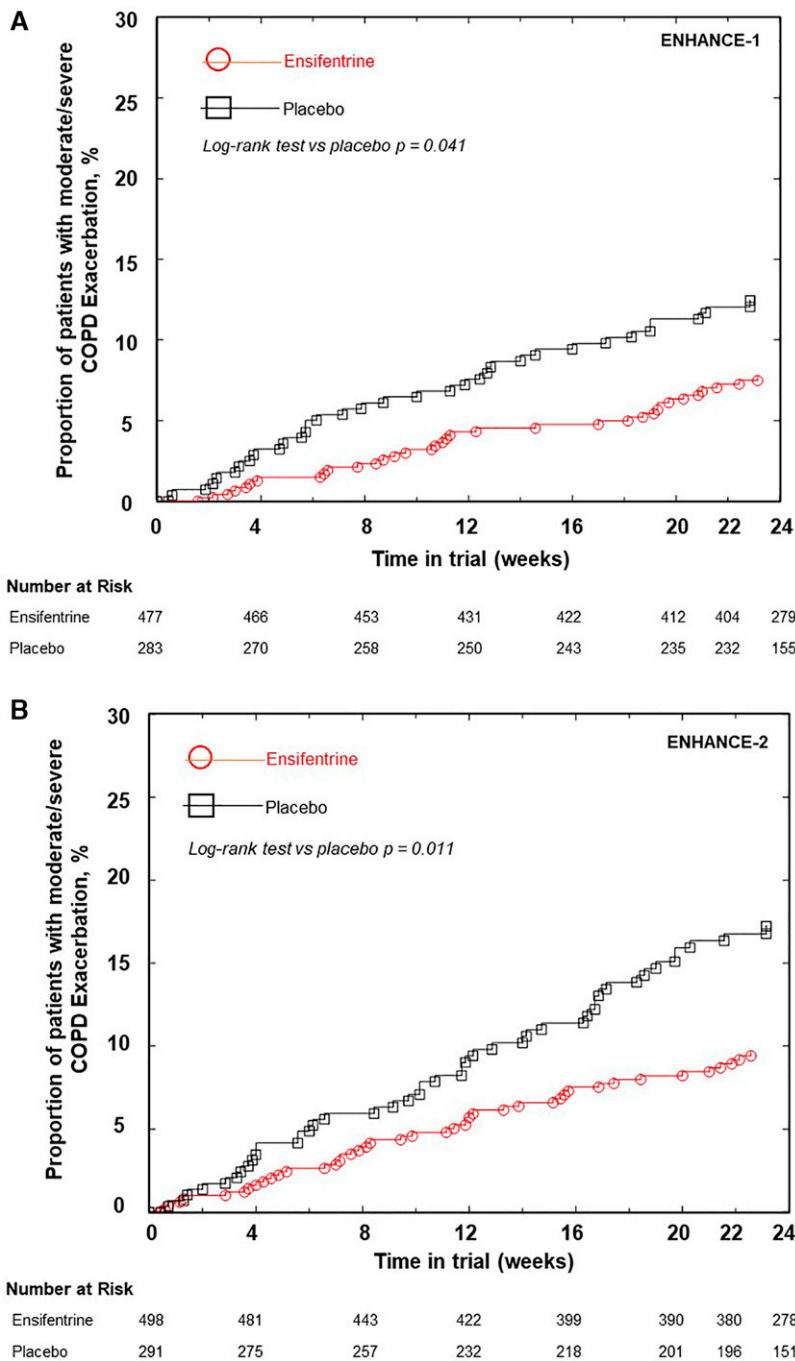 A
ENHANCE-1
Ensifentrine
Placebo
Log-rank test vs placebo p = 0.041
Proportion of patients with moderate/severe
COPD Exacerbation, %
30
25
20
15
10
5
0
0 4 8 12 16 20 22 24
Time in trial (weeks)
Number at Risk
Ensifentrine 477 466 453 431 422 412 404 279
Placebo 283 270 258 250 243 235 232 155
B
ENHANCE-2
Ensifentrine
Placebo
Log-rank test vs placebo p = 0.011
Proportion of patients with moderate/severe
COPD Exacerbation, %
30
25
20
15
10
5
0
0 4 8 12 16 20 22 24
Time in trial (weeks)
Number at Risk
Ensifentrine 498 481 443 422 399 390 380 278
Placebo 291 275 257 232 218 201 196 151